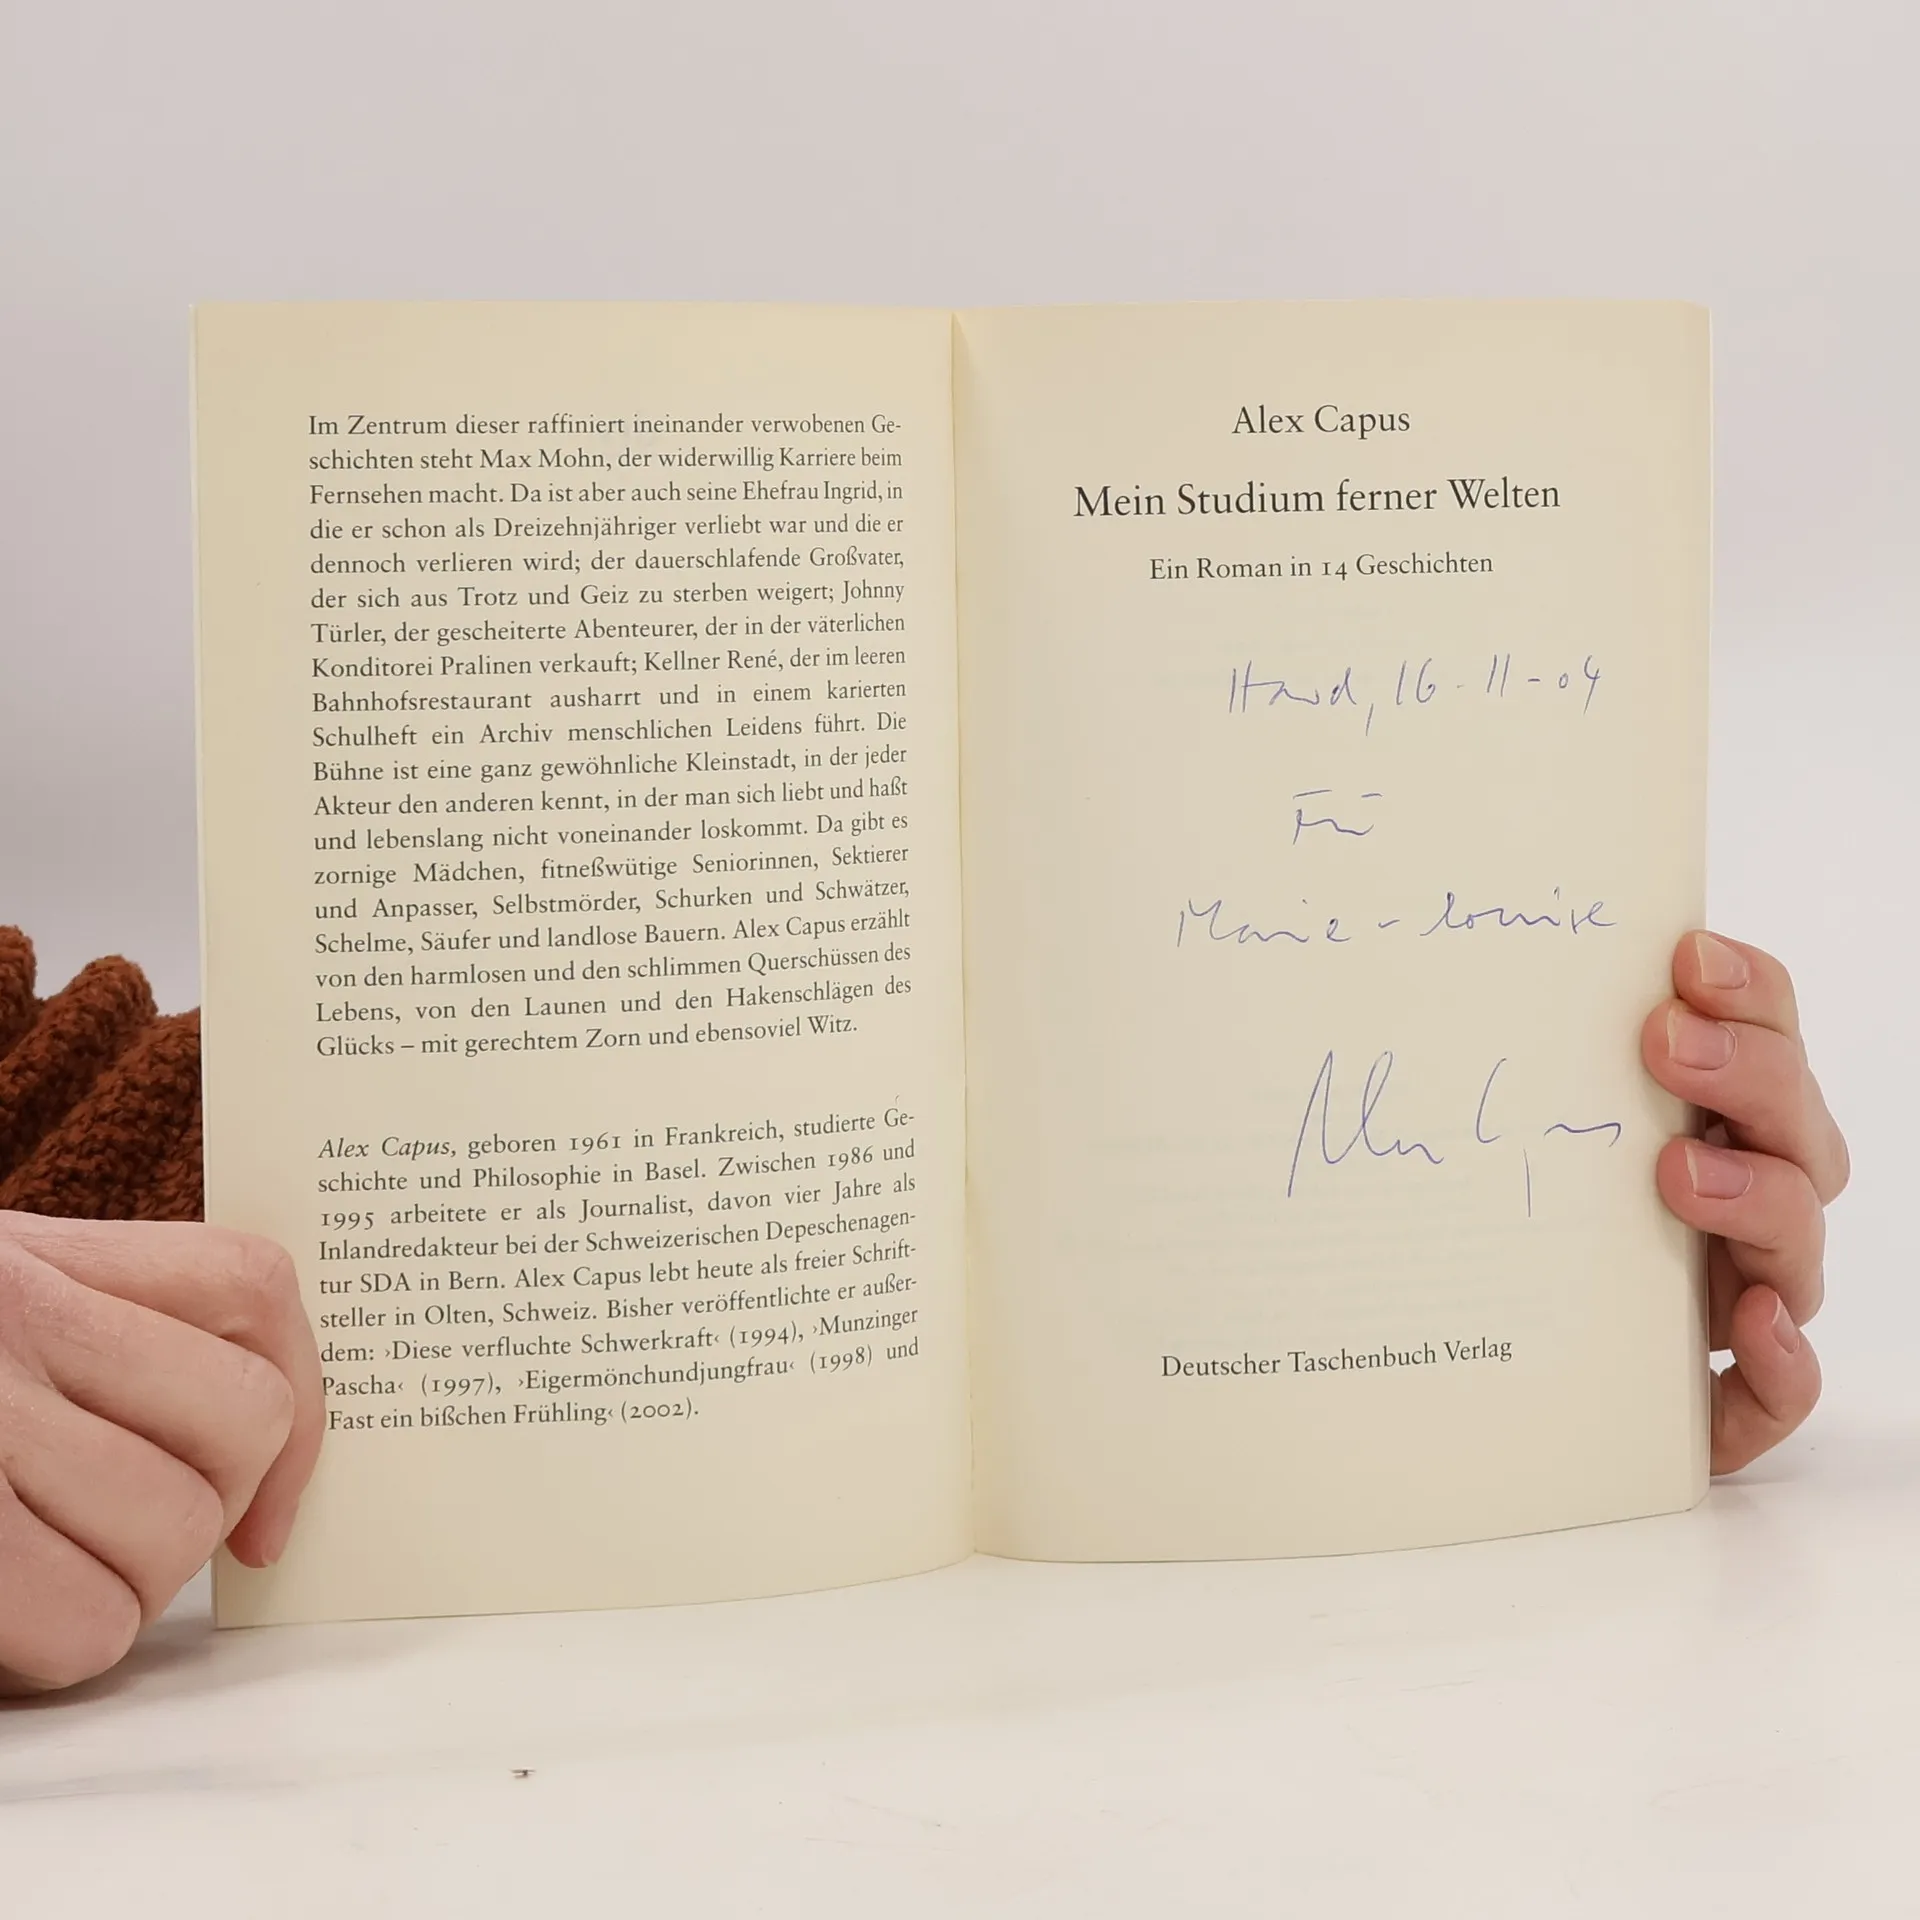 Im Zentrum dieser raffiniert ineinander verwobenen Ge-
schichten steht Max Mohn, der widerwillig Karriere beim
Fernsehen macht. Da ist aber auch seine Ehefrau Ingrid, in
die er schon als Dreizehnjähriger verliebt war und die er
dennoch verlieren wird; der dauerschlafende Großvater,
der sich aus Trotz und Geiz zu sterben weigert; Johnny
Türler, der gescheiterte Abenteurer, der in der väterlichen
Konditorei Pralinen verkauft; Kellner René, der im leeren
Bahnhofsrestaurant ausharrt und in einem karierten
Schulheft ein Archiv menschlichen Leidens führt. Die
Bühne ist eine ganz gewöhnliche Kleinstadt, in der jeder
Akteur den anderen kennt, in der man sich liebt und haßt
und lebenslang nicht voneinander loskommt. Da gibt es
zornige Mädchen, fitneßwütige Seniorinnen, Sektierer
und Anpasser, Selbstmörder, Schurken und Schwätzer,
Schelme, Säufer und landlose Bauern. Alex Capus erzählt
von den harmlosen und den schlimmen Querschüssen des
Lebens, von den Launen und den Hakenschlägen des
Glücks – mit gerechtem Zorn und ebensoviel Witz.
Alex Capus, geboren 1961 in Frankreich, studierte Ge-
schichte und Philosophie in Basel. Zwischen 1986 und
1995 arbeitete er als Journalist, davon vier Jahre als
Inlandredakteur bei der Schweizerischen Depeschenagen-
tur SDA in Bern. Alex Capus lebt heute als freier Schrift-
steller in Olten, Schweiz. Bisher veröffentlichte er außer-
dem: ›Diese verfluchte Schwerkraft‹ (1994), ›Munzinger
Pascha‹ (1997), ›Eigermönchundjungfrau‹ (1998) und
Fast ein bißchen Frühling‹ (2002).
Alex Capus
Mein Studium ferner Welten
Ein Roman in 14 Geschichten
Hard, 16-11-04
Für
Marie-Louise
Alex Capus
Deutscher Taschenbuch Verlag